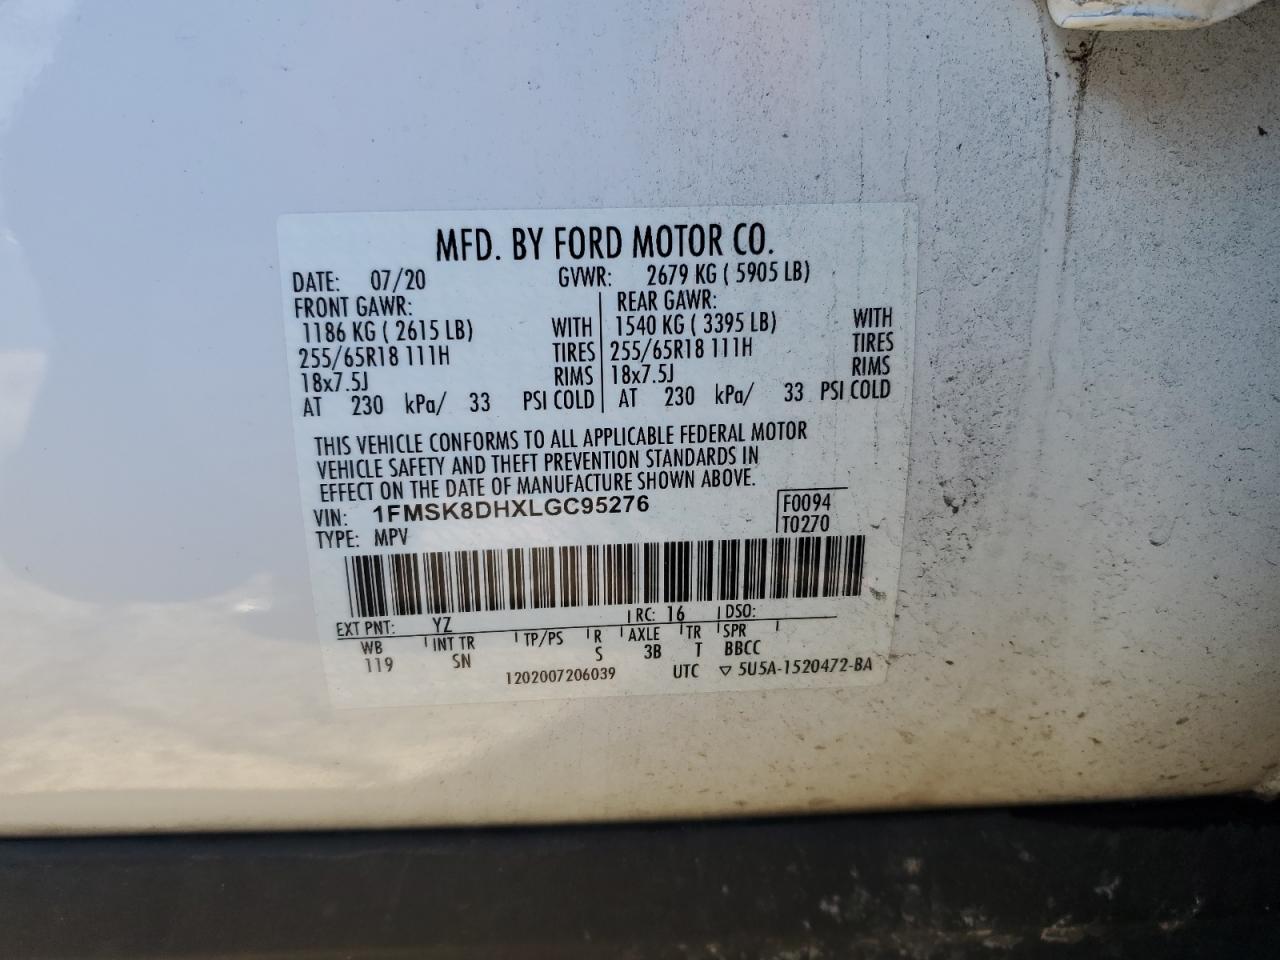 MFD. BY FORD MOTOR CO.
DATE: 07/20 GVWR: 2679 KG ( 5905 LB)
FRONT GAWR: REAR GAWR:
1186 KG ( 2615 LB) WITH 1540 KG ( 3395 LB) WITH
255/65R18 111H TIRES 255/65R18 111H TIRES
18x7.5J RIMS 18x7.5J RIMS
AT 230 kPa/ 33 PSI COLD AT 230 kPa/ 33 PSI COLD
THIS VEHICLE CONFORMS TO ALL APPLICABLE FEDERAL MOTOR
VEHICLE SAFETY AND THEFT PREVENTION STANDARDS IN
EFFECT ON THE DATE OF MANUFACTURE SHOWN ABOVE.
VIN: 1FMSK8DHXLGC95276 F0094
TYPE: MPV T0270
EXT PNT: YZ RC: 16 DSO:
WB INT TR TP/PS R AXLE TR SPR
119 SN S 3B T BBCC
1202007206039 UTC ▽ 5U5A-1520472-BA